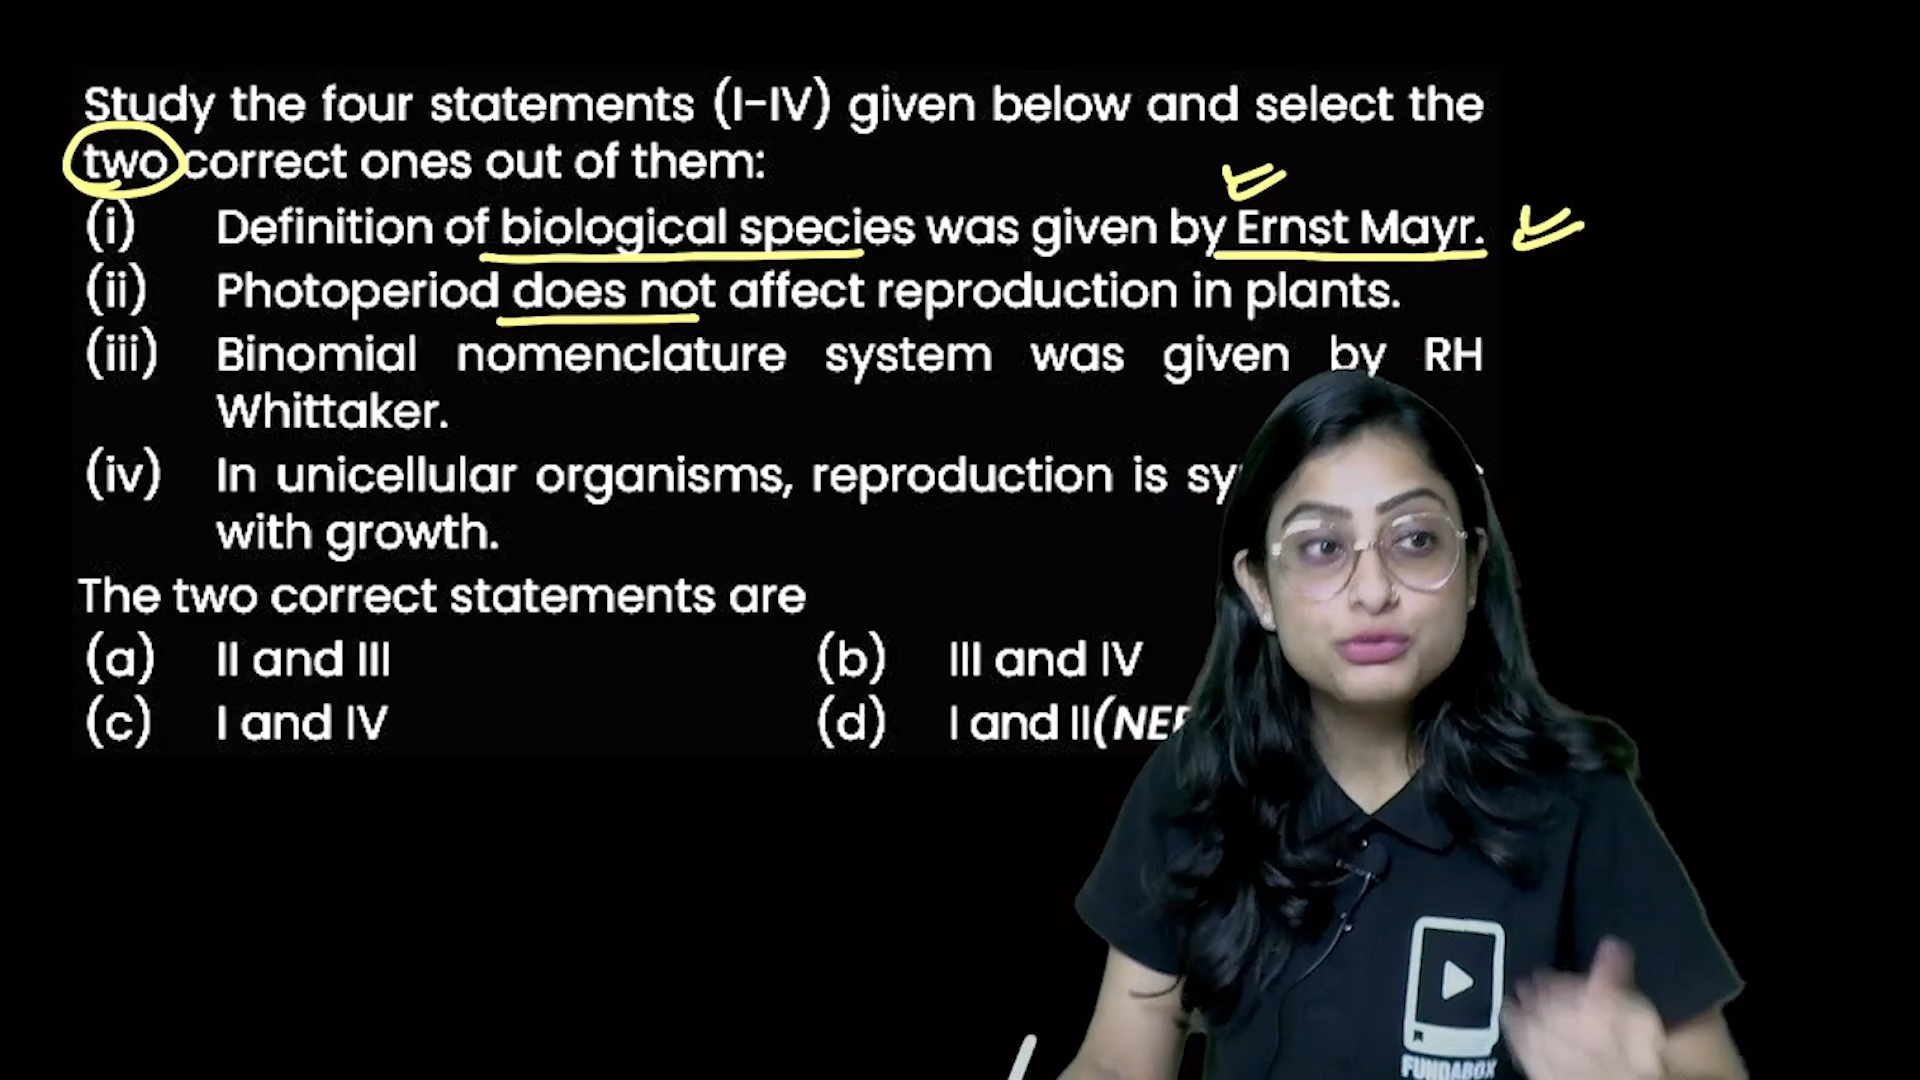 Study the four statements (I-IV) given below and select the
two correct ones out of them:
(i) Definition of biological species was given by Ernst Mayr.
(ii) Photoperiod does not affect reproduction in plants.
(iii) Binomial nomenclature system was given by RH
Whittaker.
(iv) In unicellular organisms, reproduction is
with growth.
The two correct statements are
(a) II and III (b) III and IV
(c) I and IV (d) I and II
FUNDABOX